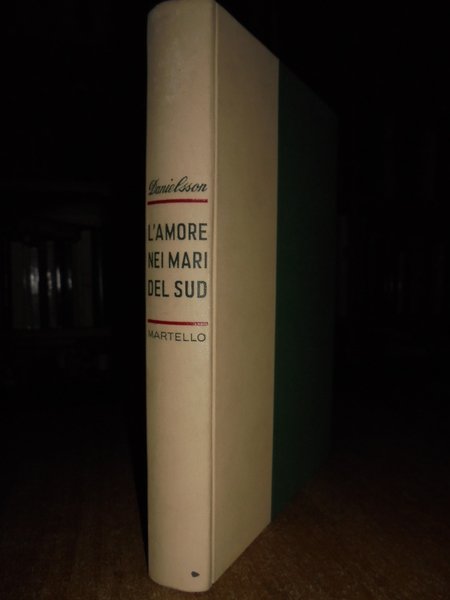 Danielsson
L'AMORE
NEI MARI
DEL SUD
MARTELLO